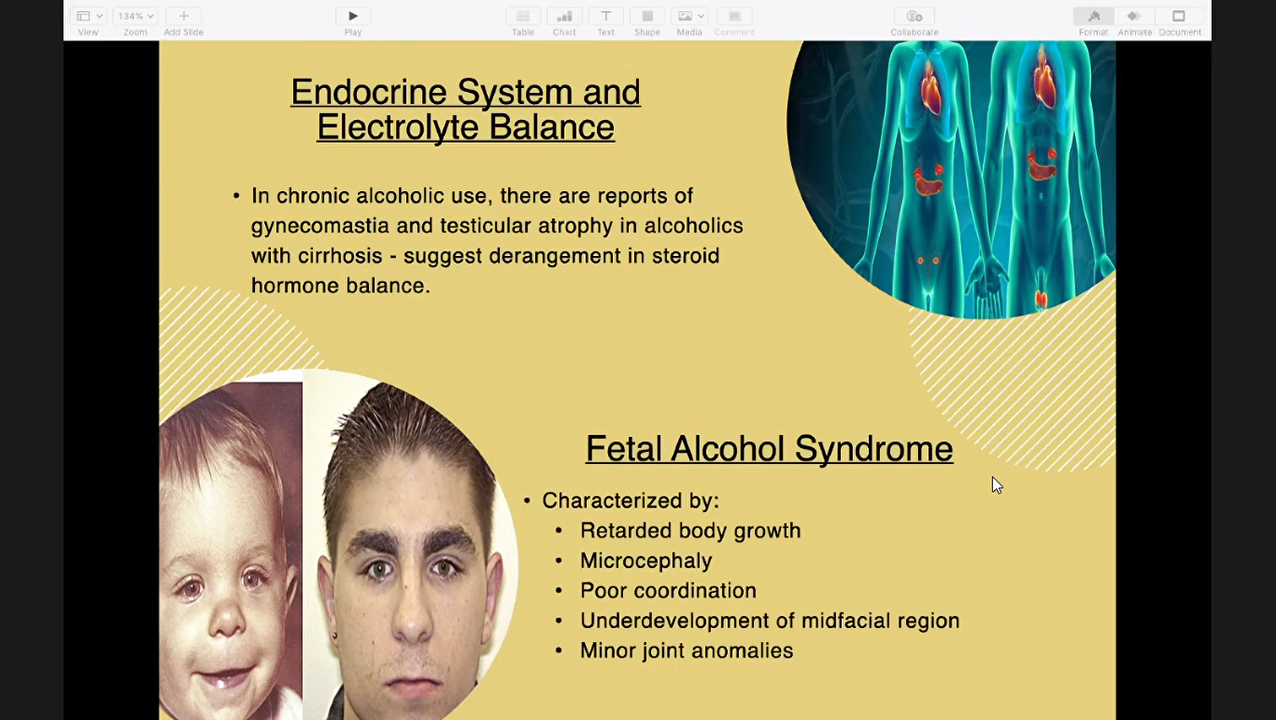 View
Zoom
134%
Add Slide
Play
Table
Chart
Text
Shape
Media
Comment
Collaborate
Format
Animate
Document
Endocrine System and
Electrolyte Balance
• In chronic alcoholic use, there are reports of
gynecomastia and testicular atrophy in alcoholics
with cirrhosis - suggest derangement in steroid
hormone balance.
Fetal Alcohol Syndrome
• Characterized by:
• Retarded body growth
• Microcephaly
• Poor coordination
• Underdevelopment of midfacial region
• Minor joint anomalies